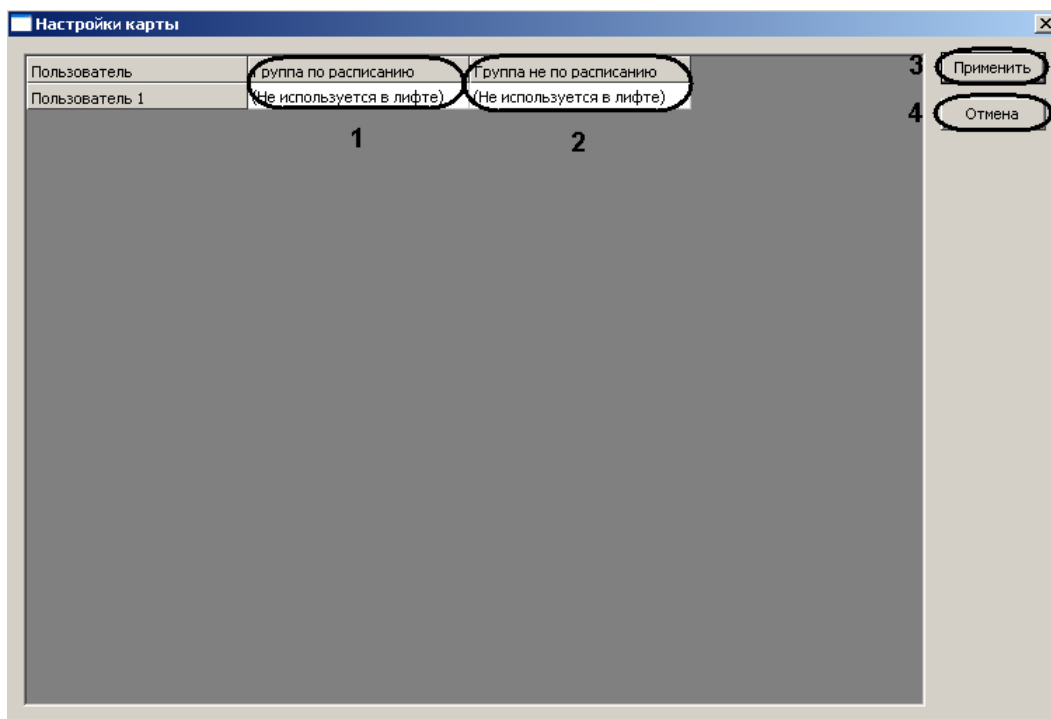 Настройки карты
Пользователь Группа по расписанию Группа не по расписанию
Пользователь 1 (Не используется в лифте) (Не используется в лифте)
1 2
3 Применить
4 Отмена